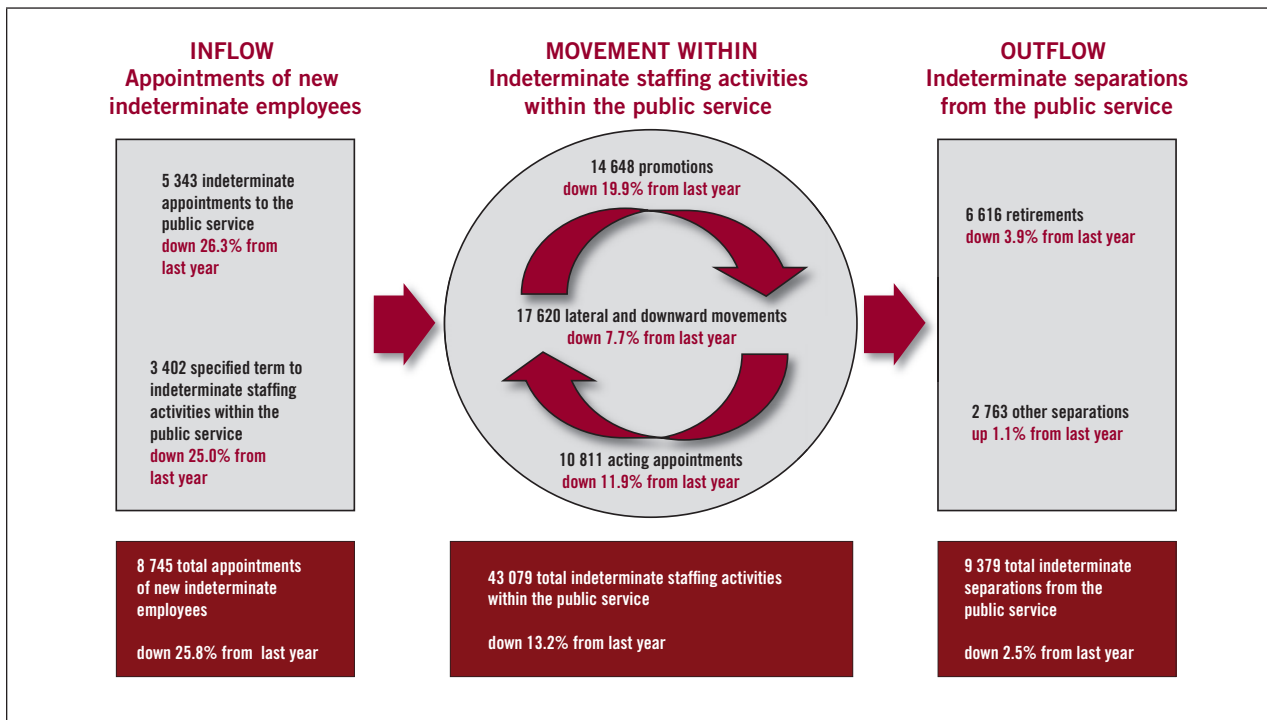 INFLOW
Appointments of new
indeterminate employees
5 343 indeterminate
appointments to the
public service
down 26.3% from
last year
3 402 specified term to
indeterminate staffing
activities within the
public service
down 25.0% from
last year
8 745 total appointments
of new indeterminate
employees
down 25.8% from last year
MOVEMENT WITHIN
Indeterminate staffing activities
within the public service
14 648 promotions
down 19.9% from last year
17 620 lateral and downward movements
down 7.7% from last year
10 811 acting appointments
down 11.9% from last year
43 079 total indeterminate staffing activities
within the public service
down 13.2% from last year
OUTFLOW
Indeterminate separations
from the public service
6 616 retirements
down 3.9% from last year
2 763 other separations
up 1.1% from last year
9 379 total indeterminate
separations from the
public service
down 2.5% from last year